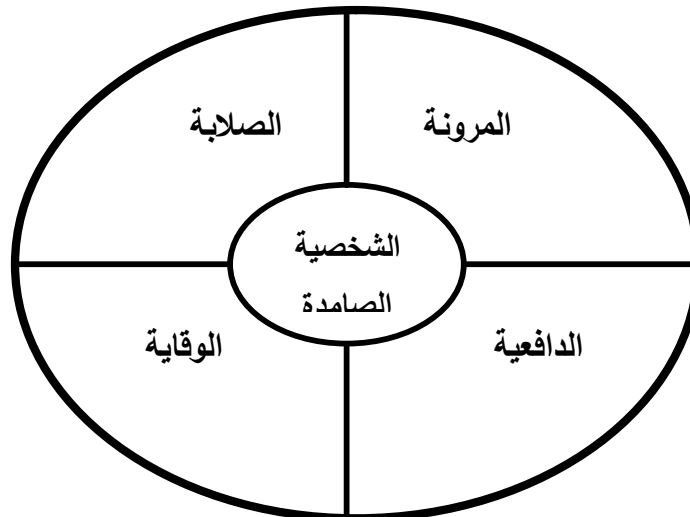 المرونة
الصلابة
الشخصية
الصامدة
الدافعية
الوقاية